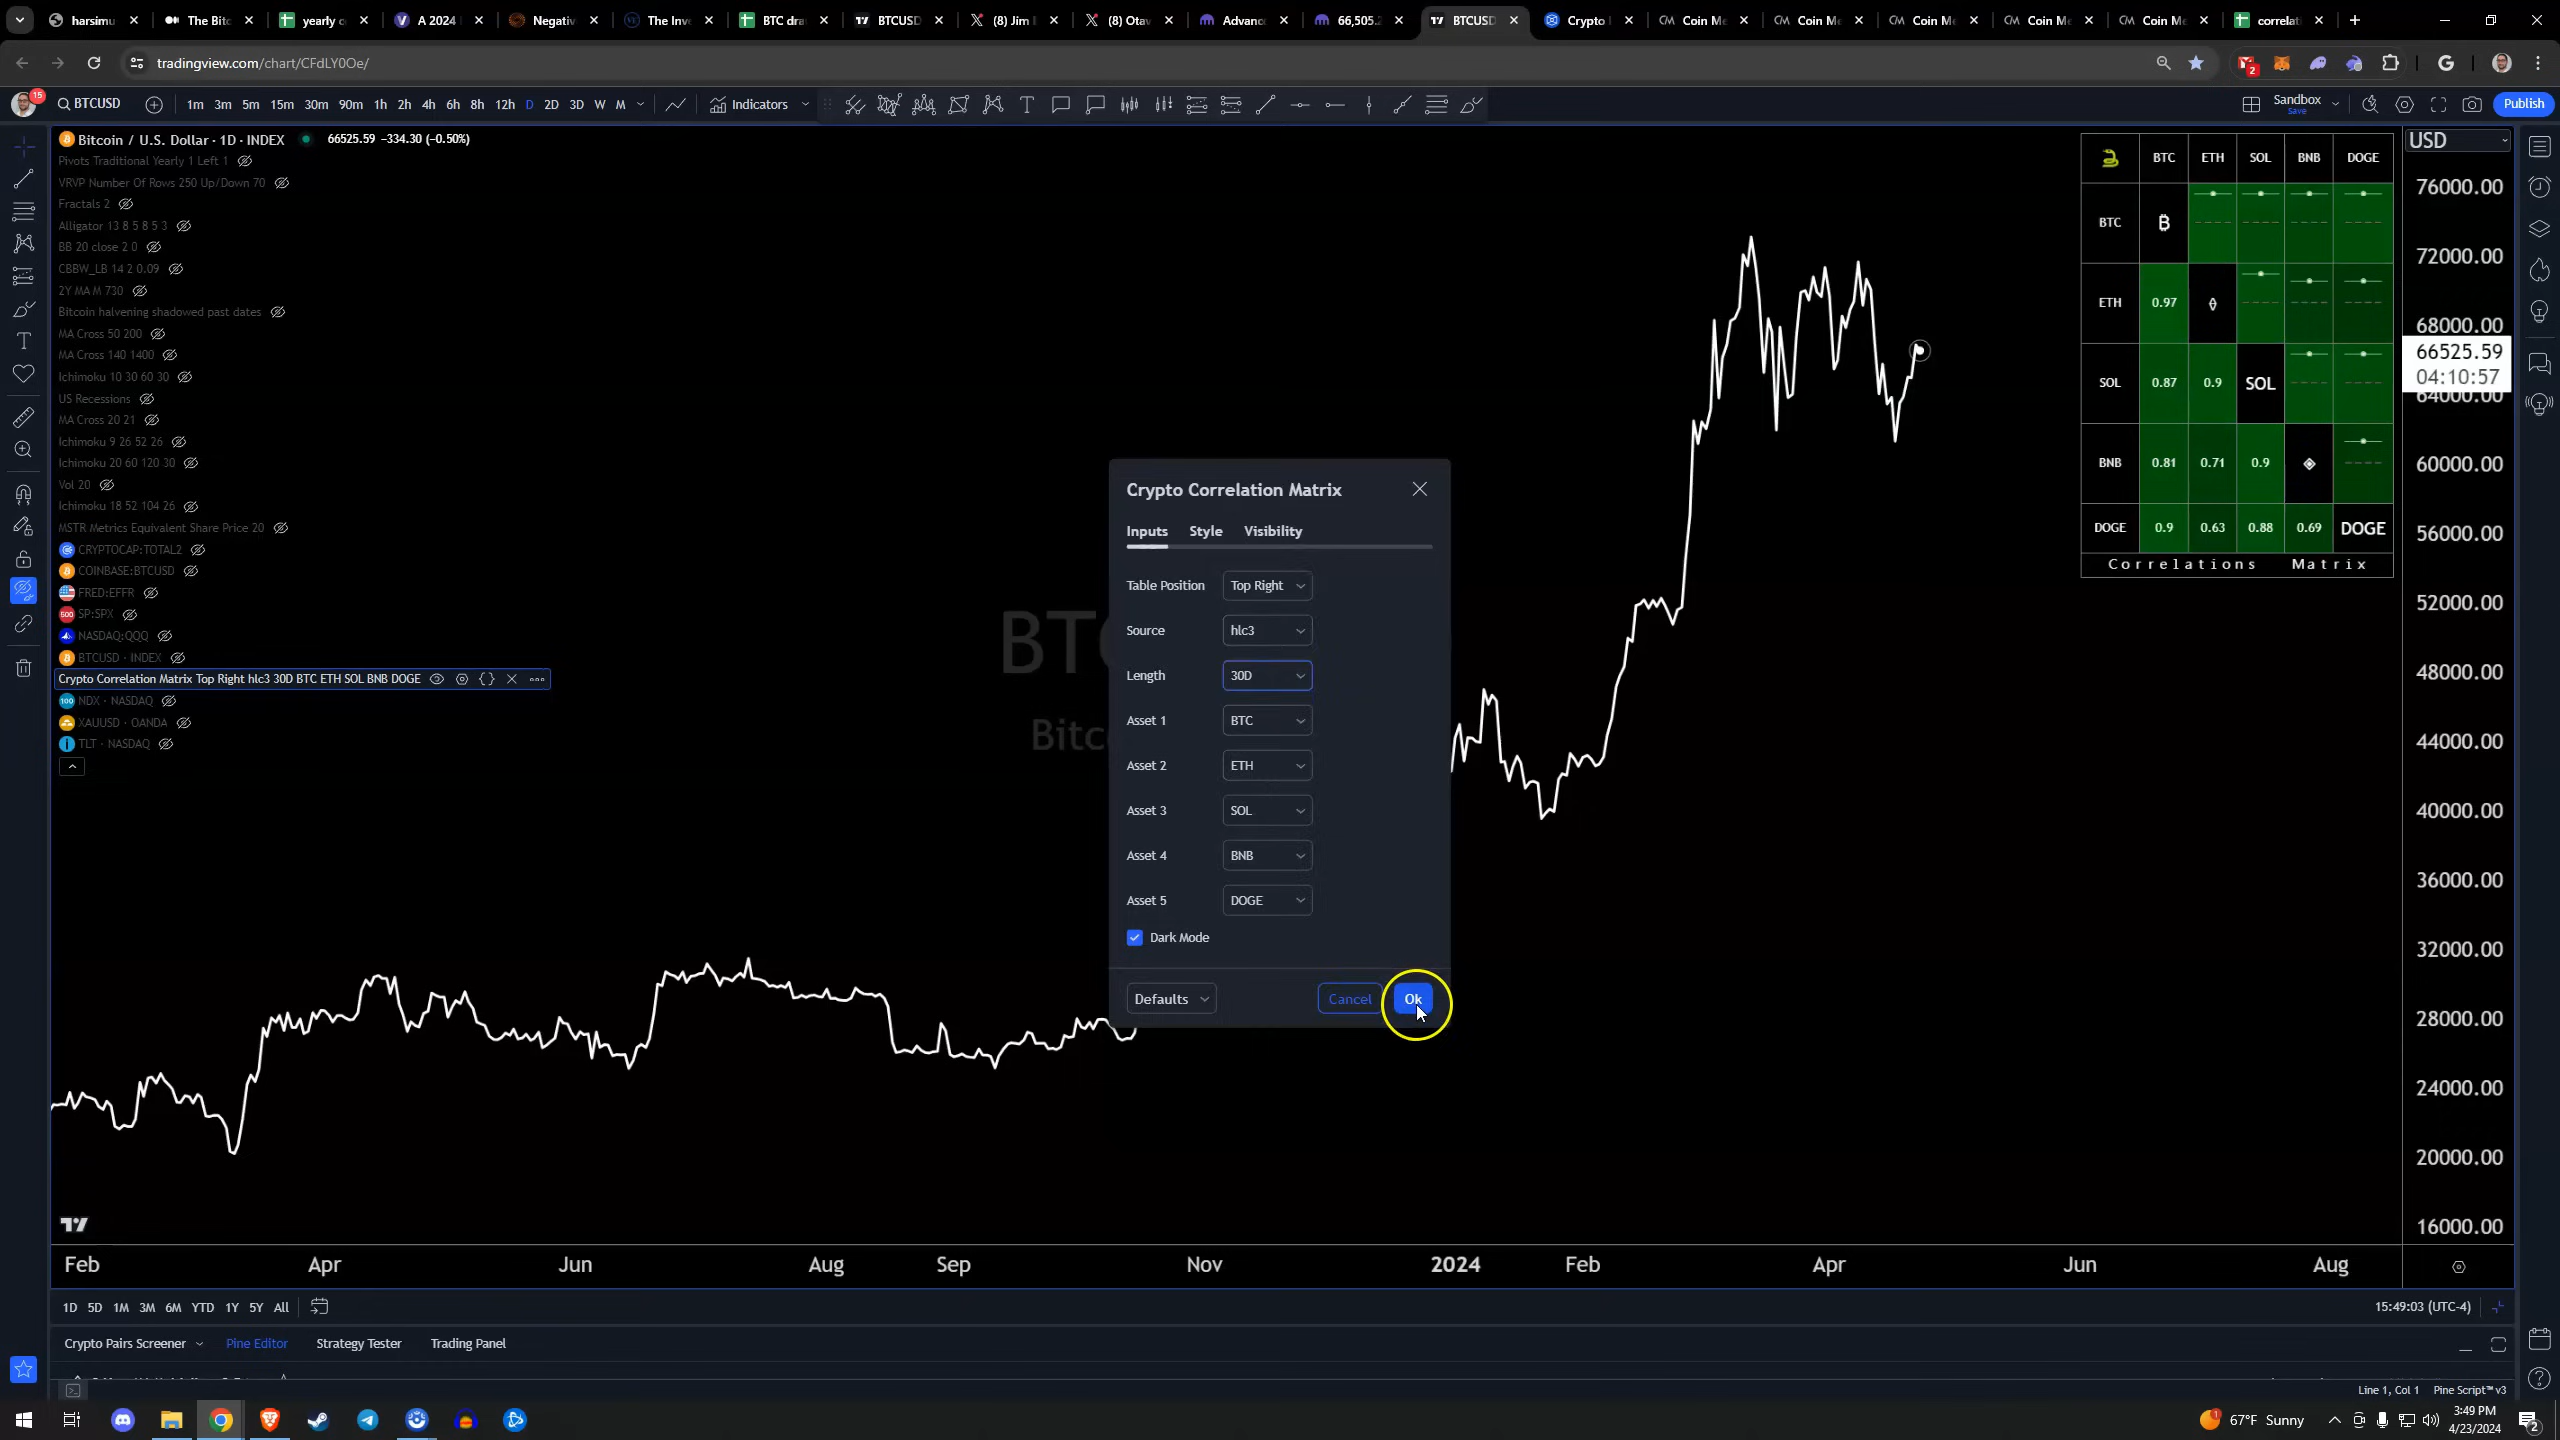 harsimu
The Bitc
yearly c
A 2024
Negativ
The Inv
BTC dra
BTCUSD
(8) Jim
(8) Otav
Advanc
66,505.
BTCUSD
Crypto
Coin Me
Coin Me
Coin Me
Coin Me
Coin Me
correlat
tradingview.com/chart/CFdLY0Oe/
2
15
BTCUSD
1m 3m 5m 15m 30m 90m 1h 2h 4h 6h 8h 12h D 2D 3D W M
Indicators
Sandbox
Save
Publish
Bitcoin / U.S. Dollar · 1D · INDEX
66525.59 −334.30 (−0.50%)
Pivots Traditional Yearly 1 Left 1
VRVP Number Of Rows 250 Up/Down 70
Fractals 2
Alligator 13 8 5 8 5 3
BB 20 close 2 0
CBBW_LB 14 2 0.09
2Y MA M 730
Bitcoin halvening shadowed past dates
MA Cross 50 200
MA Cross 140 1400
Ichimoku 10 30 60 30
US Recessions
MA Cross 20 21
Ichimoku 9 26 52 26
Ichimoku 20 60 120 30
Vol 20
Ichimoku 18 52 104 26
MSTR Metrics Equivalent Share Price 20
CRYPTOCAP:TOTAL2
COINBASE:BTCUSD
FRED:EFFR
SP:SPX
NASDAQ:QQQ
BTCUSD · INDEX
Crypto Correlation Matrix Top Right hlc3 30D BTC ETH SOL BNB DOGE
NDX · NASDAQ
XAUUSD · OANDA
TLT · NASDAQ
BTC
Bitc
Crypto Correlation Matrix
Inputs Style Visibility
Table Position Top Right
Source hlc3
Length 30D
Asset 1 BTC
Asset 2 ETH
Asset 3 SOL
Asset 4 BNB
Asset 5 DOGE
Dark Mode
Defaults Cancel Ok
BTC ETH SOL BNB DOGE
BTC
ETH 0.97
SOL 0.87 0.9 SOL
BNB 0.81 0.71 0.9
DOGE 0.9 0.63 0.88 0.69 DOGE
Correlations Matrix
USD
76000.00
72000.00
68000.00
66525.59
04:10:57
64000.00
60000.00
56000.00
52000.00
48000.00
44000.00
40000.00
36000.00
32000.00
28000.00
24000.00
20000.00
16000.00
Feb Apr Jun Aug Sep Nov 2024 Feb Apr Jun Aug
1D 5D 1M 3M 6M YTD 1Y 5Y All
15:49:03 (UTC-4)
Crypto Pairs Screener Pine Editor Strategy Tester Trading Panel
Line 1, Col 1 Pine Script™ v3
67°F Sunny
3:49 PM
4/23/2024
2